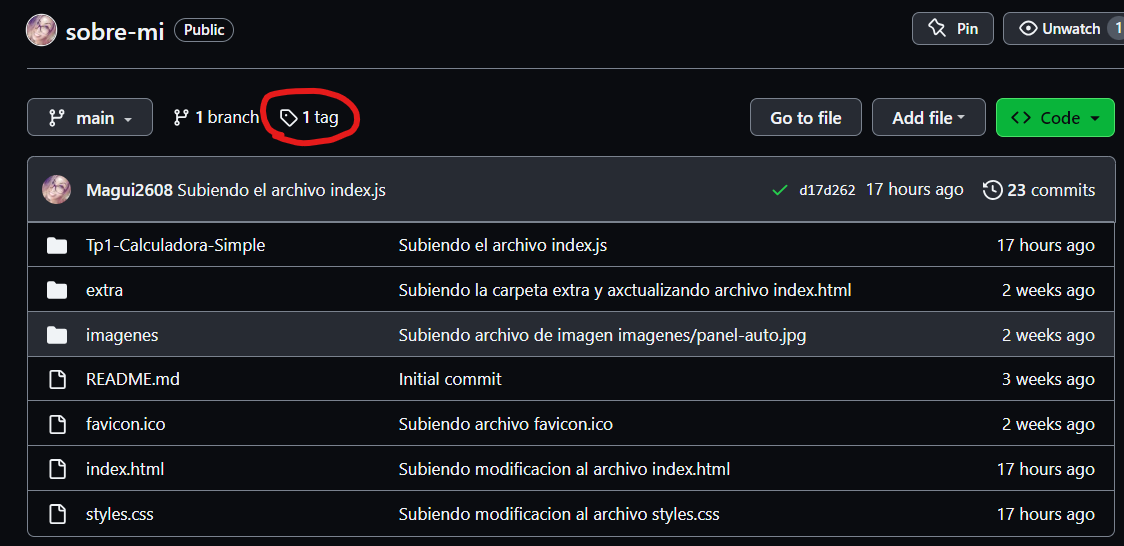 sobre-mi Public Pin Unwatch 1
main 1 branch 1 tag Go to file Add file Code
Magui2608 Subiendo el archivo index.js d17d262 17 hours ago 23 commits
Tp1-Calculadora-Simple Subiendo el archivo index.js 17 hours ago
extra Subiendo la carpeta extra y axctualizando archivo index.html 2 weeks ago
imagenes Subiendo archivo de imagen imagenes/panel-auto.jpg 2 weeks ago
README.md Initial commit 3 weeks ago
favicon.ico Subiendo archivo favicon.ico 2 weeks ago
index.html Subiendo modificacion al archivo index.html 17 hours ago
styles.css Subiendo modificacion al archivo styles.css 17 hours ago